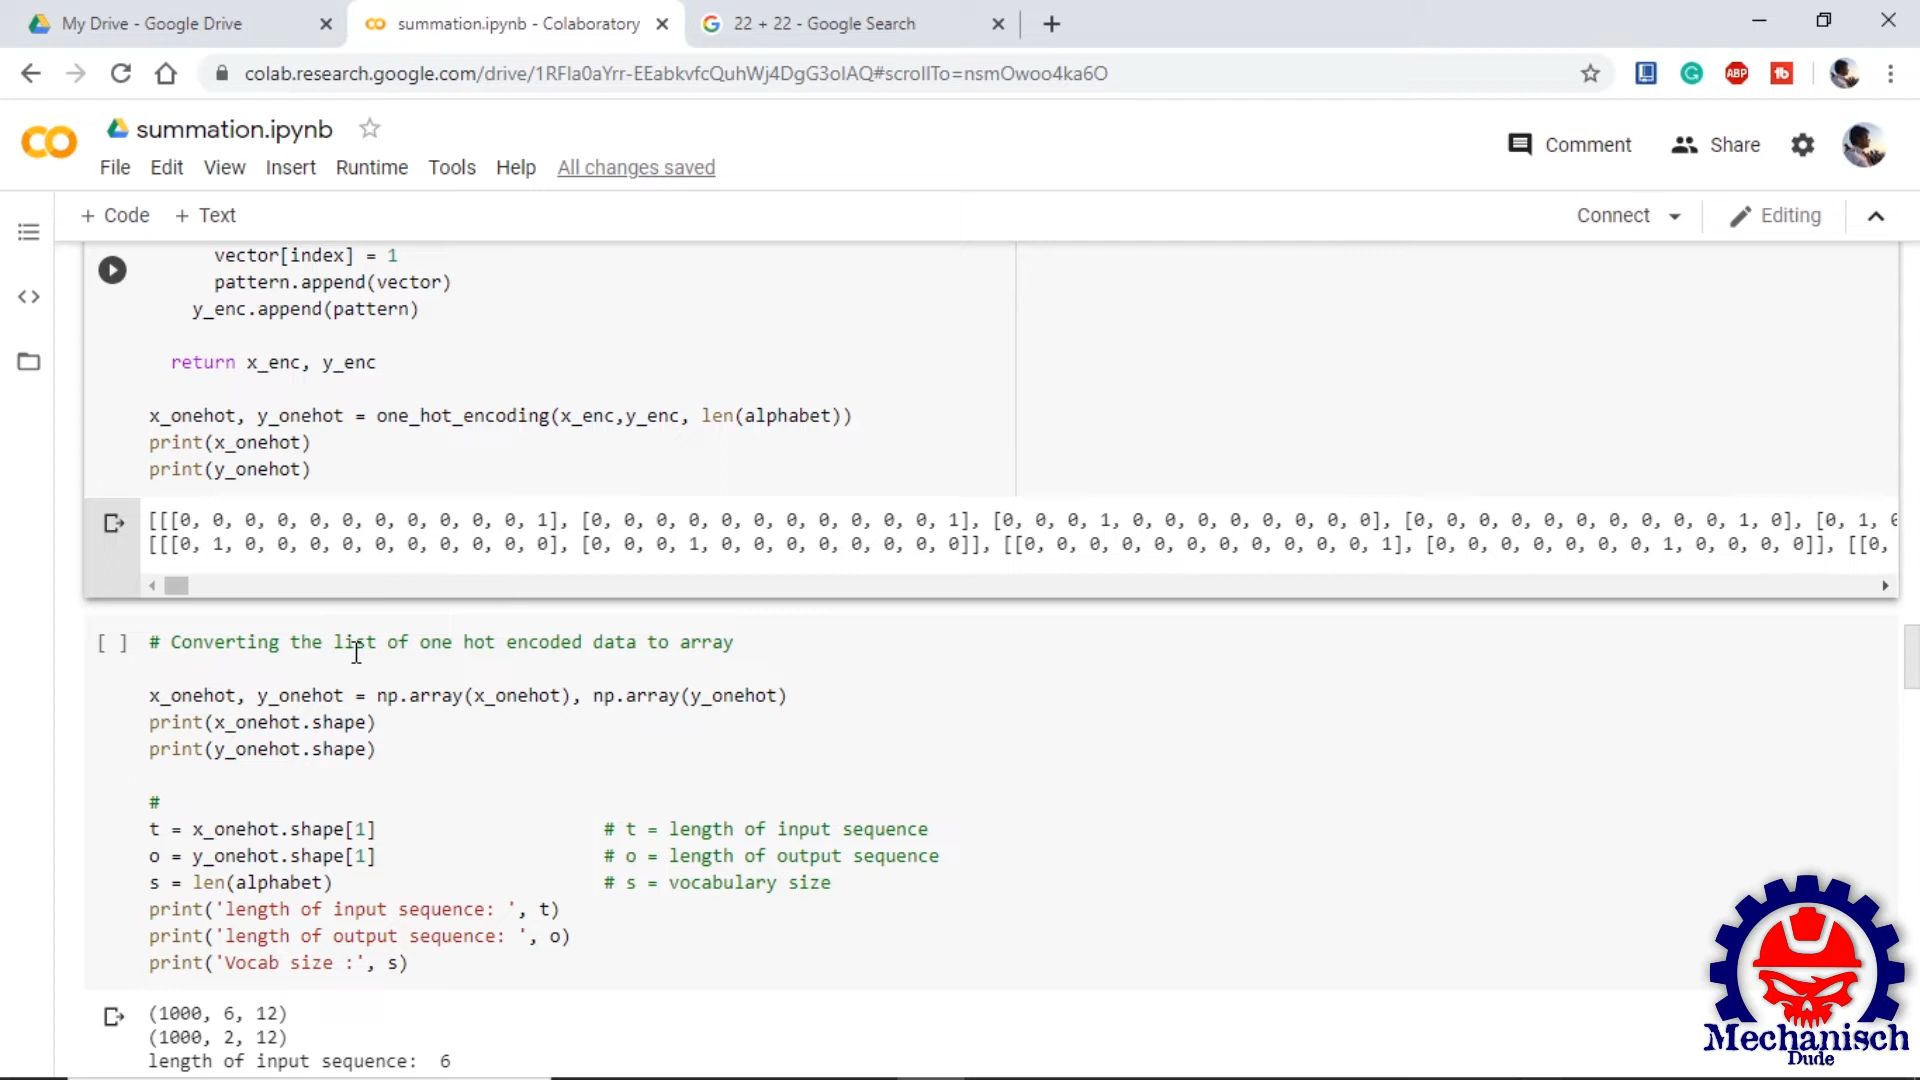 My Drive - Google Drive
summation.ipynb - Colaboratory
22 + 22 - Google Search
colab.research.google.com/drive/1RFIa0aYrr-EEabkvfcQuhWj4DgG3oIAQ#scrollTo=nsmOwoo4ka6O
ABP
tb
CO
summation.ipynb
Comment
Share
File Edit View Insert Runtime Tools Help All changes saved
+ Code + Text
Connect
Editing
vector[index] = 1
pattern.append(vector)
y_enc.append(pattern)
return x_enc, y_enc
x_onehot, y_onehot = one_hot_encoding(x_enc,y_enc, len(alphabet))
print(x_onehot)
print(y_onehot)
[[[0, 0, 0, 0, 0, 0, 0, 0, 0, 0, 0, 1], [0, 0, 0, 0, 0, 0, 0, 0, 0, 0, 0, 1], [0, 0, 0, 1, 0, 0, 0, 0, 0, 0, 0, 0], [0, 0, 0, 0, 0, 0, 0, 0, 0, 0, 1, 0], [0, 1, 0
[[[0, 1, 0, 0, 0, 0, 0, 0, 0, 0, 0, 0], [0, 0, 0, 1, 0, 0, 0, 0, 0, 0, 0, 0]], [[0, 0, 0, 0, 0, 0, 0, 0, 0, 0, 0, 1], [0, 0, 0, 0, 0, 0, 0, 1, 0, 0, 0, 0]], [[0,
[ ] # Converting the list of one hot encoded data to array
x_onehot, y_onehot = np.array(x_onehot), np.array(y_onehot)
print(x_onehot.shape)
print(y_onehot.shape)
#
t = x_onehot.shape[1] # t = length of input sequence
o = y_onehot.shape[1] # o = length of output sequence
s = len(alphabet) # s = vocabulary size
print('length of input sequence: ', t)
print('length of output sequence: ', o)
print('Vocab size :', s)
(1000, 6, 12)
(1000, 2, 12)
length of input sequence:  6
Mechanisch
Dude